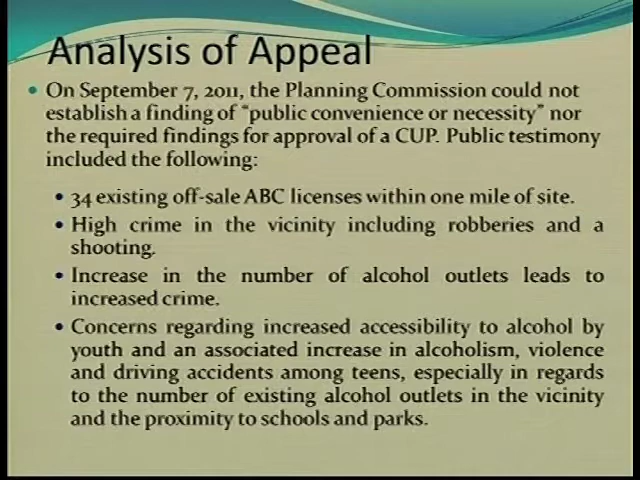 Analysis of Appeal
• On September 7, 2011, the Planning Commission could not
establish a finding of “public convenience or necessity” nor
the required findings for approval of a CUP. Public testimony
included the following:
• 34 existing off-sale ABC licenses within one mile of site.
• High crime in the vicinity including robberies and a
shooting.
• Increase in the number of alcohol outlets leads to
increased crime.
• Concerns regarding increased accessibility to alcohol by
youth and an associated increase in alcoholism, violence
and driving accidents among teens, especially in regards
to the number of existing alcohol outlets in the vicinity
and the proximity to schools and parks.